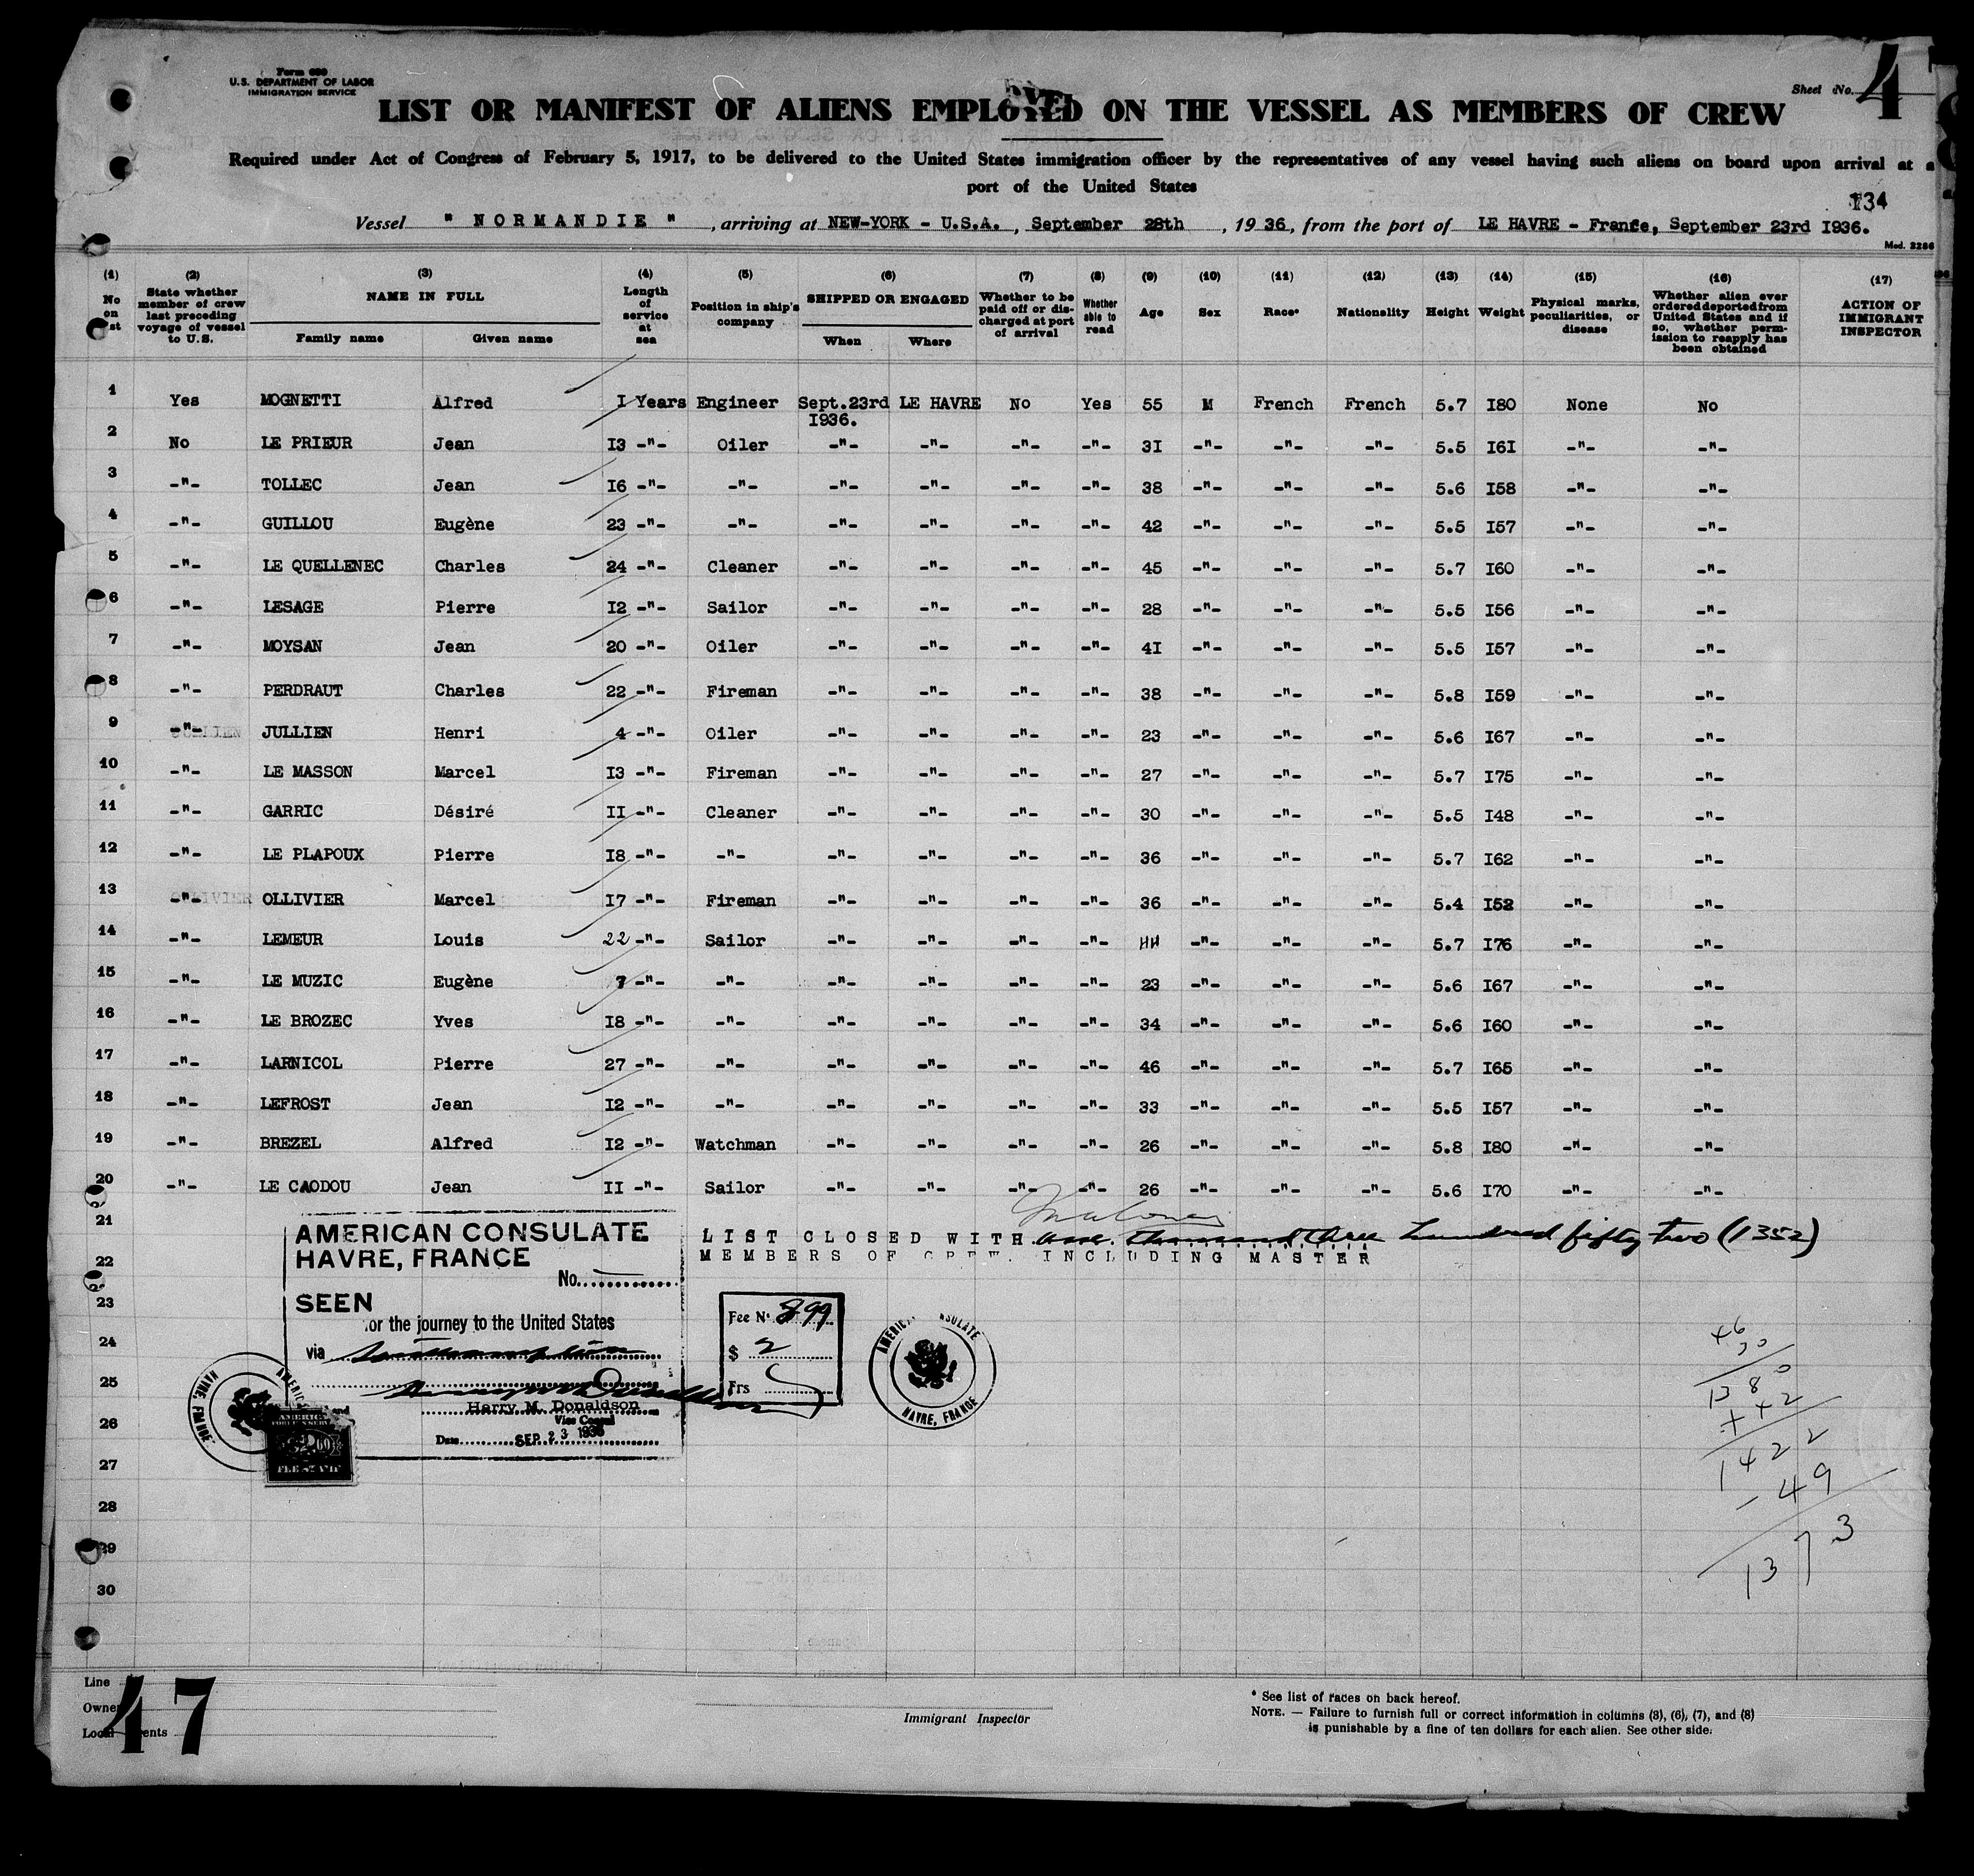 Form 680
U.S. DEPARTMENT OF LABOR
IMMIGRATION SERVICE
Sheet No. 4
LIST OR MANIFEST OF ALIENS EMPLOYED ON THE VESSEL AS MEMBERS OF CREW
Required under Act of Congress of February 5, 1917, to be delivered to the United States immigration officer by the representatives of any vessel having such aliens on board upon arrival at a
port of the United States
134
Vessel " NORMANDIE " , arriving at NEW-YORK - U.S.A. , September 28th , 19 36, from the port of LE HAVRE - France, September 23rd I936.
Mod. 2286
(1) (2) (3) (4) (5) (6) (7) (8) (9) (10) (11) (12) (13) (14) (15) (16) (17)
No on st | State whether member of crew last preceding voyage of vessel to U.S. | NAME IN FULL Family name Given name | Length of service at sea | Position in ship's company | SHIPPED OR ENGAGED When Where | Whether to be paid off or discharged at port of arrival | Whether able to read | Age | Sex | Race* | Nationality | Height | Weight | Physical marks, peculiarities, or disease | Whether alien ever ordered deported from United States and if so, whether permission to reapply has been obtained | ACTION OF IMMIGRANT INSPECTOR
1 Yes MOGNETTI Alfred I Years Engineer Sept.23rd I936. LE HAVRE No Yes 55 M French French 5.7 I80 None No
2 No LE PRIEUR Jean I3 -"- Oiler -"- -"- -"- -"- 3I -"- -"- -"- 5.5 I6I -"- -"-
3 -"- TOLLEC Jean I6 -"- -"- -"- -"- -"- -"- 38 -"- -"- -"- 5.6 I58 -"- -"-
4 -"- GUILLOU Eugène 23 -"- -"- -"- -"- -"- -"- 42 -"- -"- -"- 5.5 I57 -"- -"-
5 -"- LE QUELLENEC Charles 24 -"- Cleaner -"- -"- -"- -"- 45 -"- -"- -"- 5.7 I60 -"- -"-
6 -"- LESAGE Pierre I2 -"- Sailor -"- -"- -"- -"- 28 -"- -"- -"- 5.5 I56 -"- -"-
7 -"- MOYSAN Jean 20 -"- Oiler -"- -"- -"- -"- 4I -"- -"- -"- 5.5 I57 -"- -"-
8 -"- PERDRAUT Charles 22 -"- Fireman -"- -"- -"- -"- 38 -"- -"- -"- 5.8 I59 -"- -"-
9 -"- JULLIEN Henri 4 -"- Oiler -"- -"- -"- -"- 23 -"- -"- -"- 5.6 I67 -"- -"-
10 -"- LE MASSON Marcel I3 -"- Fireman -"- -"- -"- -"- 27 -"- -"- -"- 5.7 I75 -"- -"-
11 -"- GARRIC Désiré II -"- Cleaner -"- -"- -"- -"- 30 -"- -"- -"- 5.5 I48 -"- -"-
12 -"- LE PLAPOUX Pierre I8 -"- -"- -"- -"- -"- -"- 36 -"- -"- -"- 5.7 I62 -"- -"-
13 -"- OLLIVIER Marcel I7 -"- Fireman -"- -"- -"- -"- 36 -"- -"- -"- 5.4 I52 -"- -"-
14 -"- LEMEUR Louis 22 -"- Sailor -"- -"- -"- -"- 44 -"- -"- -"- 5.7 I76 -"- -"-
15 -"- LE MUZIC Eugène 7 -"- -"- -"- -"- -"- -"- 23 -"- -"- -"- 5.6 I67 -"- -"-
16 -"- LE BROZEC Yves I8 -"- -"- -"- -"- -"- -"- 34 -"- -"- -"- 5.6 I60 -"- -"-
17 -"- LARNICOL Pierre 27 -"- -"- -"- -"- -"- -"- 46 -"- -"- -"- 5.7 I65 -"- -"-
18 -"- LEFROST Jean I2 -"- -"- -"- -"- -"- -"- 33 -"- -"- -"- 5.5 I57 -"- -"-
19 -"- BREZEL Alfred I2 -"- Watchman -"- -"- -"- -"- 26 -"- -"- -"- 5.8 I80 -"- -"-
20 -"- LE CAODOU Jean II -"- Sailor -"- -"- -"- -"- 26 -"- -"- -"- 5.6 I70 -"- -"-
21
22
23
24
25
26
27
28
29
30
AMERICAN CONSULATE
HAVRE, FRANCE
No.
SEEN
for the journey to the United States
via Southampton
Harry M. Donaldson
Vice Consul
Date SEP 23 1936
LIST CLOSED WITH one thousand three hundred fifty two (1352)
MEMBERS OF CREW. INCLUDING MASTER
Fee Nº 899
$ 2
Frs
AMERICAN CONSULATE
HAVRE, FRANCE
46
30
1380
+ 42
1422
- 49
1373
Line
Owner
Local ents
47
Immigrant Inspector
* See list of races on back hereof.
NOTE. — Failure to furnish full or correct information in columns (3), (6), (7), and (8)
is punishable by a fine of ten dollars for each alien. See other side.